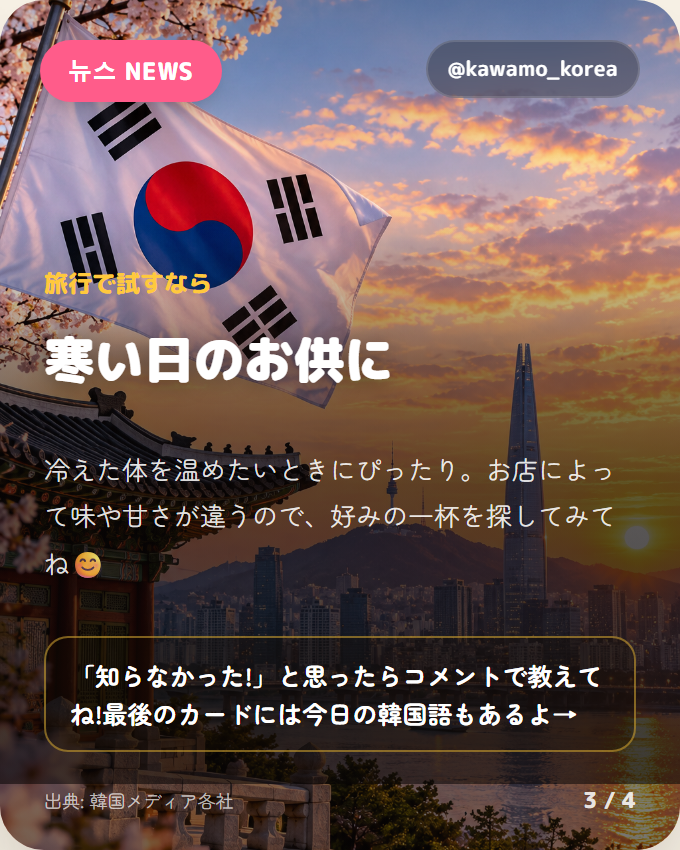 뉴스 NEWS
@kawamo_korea
旅行で試すなら
寒い日のお供に
冷えた体を温めたいときにぴったり。お店によっ
て味や甘さが違うので、好みの一杯を探してみて
ね😊
「知らなかった!」と思ったらコメントで教えて
ね!最後のカードには今日の韓国語もあるよ→
出典: 韓国メディア各社
3 / 4